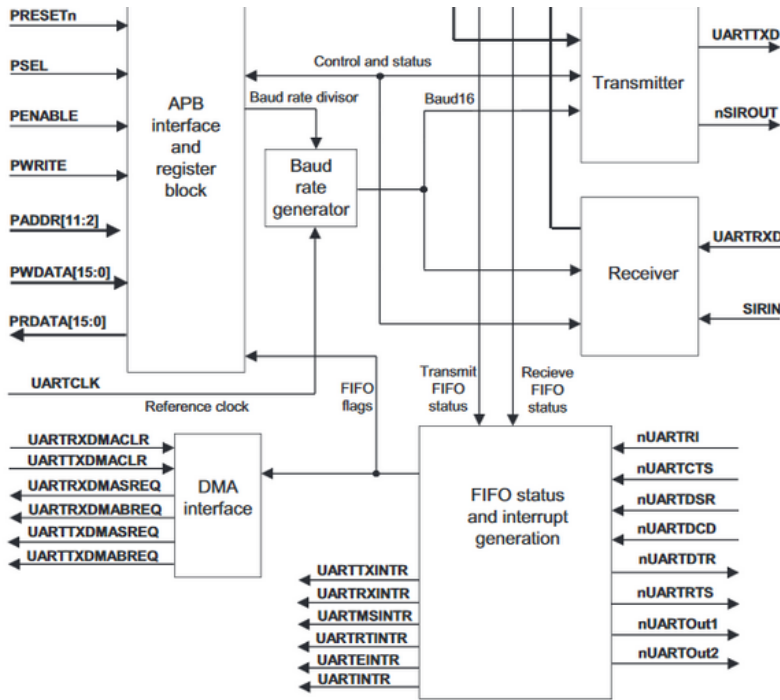 PRESETn
PSEL
PENABLE
PWRITE
PADDR[11:2]
PWDATA[15:0]
PRDATA[15:0]
UARTCLK
Reference clock
APB
interface
and
register
block
Control and status
Baud rate divisor
Baud16
Baud
rate
generator
Transmitter
UARTTXD
nSIROUT
Receiver
UARTRXD
SIRIN
FIFO
flags
Transmit
FIFO
status
Recieve
FIFO
status
UARTRXDMACLR
UARTTXDMACLR
UARTRXDMASREQ
UARTRXDMABREQ
UARTTXDMASREQ
UARTTXDMABREQ
DMA
interface
FIFO status
and interrupt
generation
nUARTRI
nUARTCTS
nUARTDSR
nUARTDCD
nUARTDTR
nUARTRTS
nUARTOut1
nUARTOut2
UARTTXINTR
UARTRXINTR
UARTMSINTR
UARTRTINTR
UARTEINTR
UARTINTR